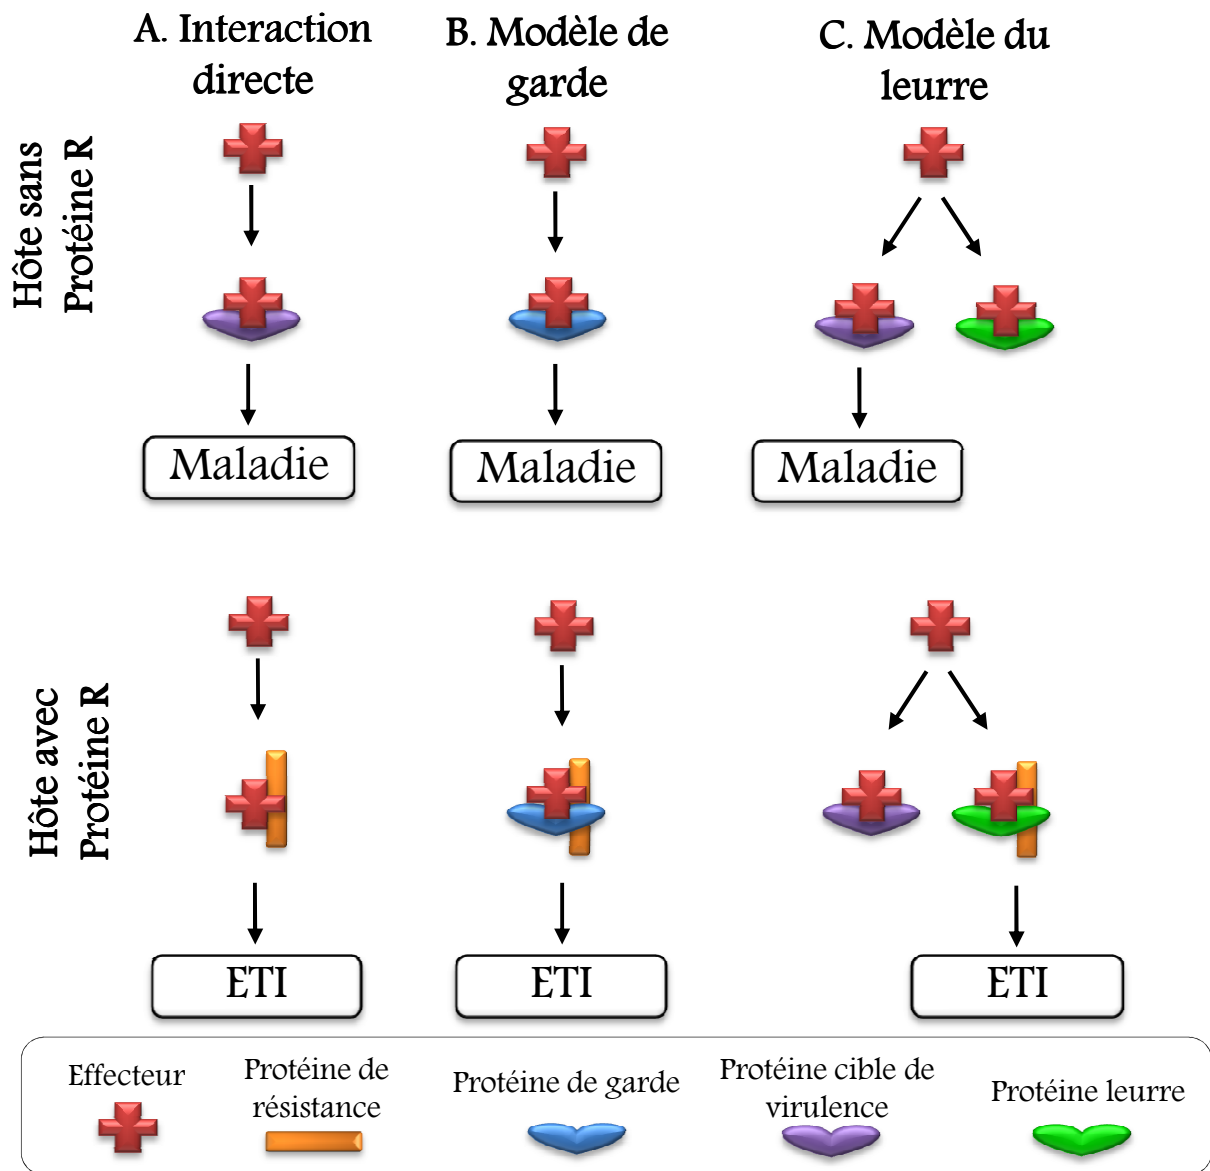 A. Interaction
directe
B. Modèle de
garde
C. Modèle du
leurre
Hôte sans
Protéine R
Maladie
Maladie
Maladie
Hôte avec
Protéine R
ETI
ETI
ETI
Effecteur
Protéine de
résistance
Protéine de garde
Protéine cible de
virulence
Protéine leurre